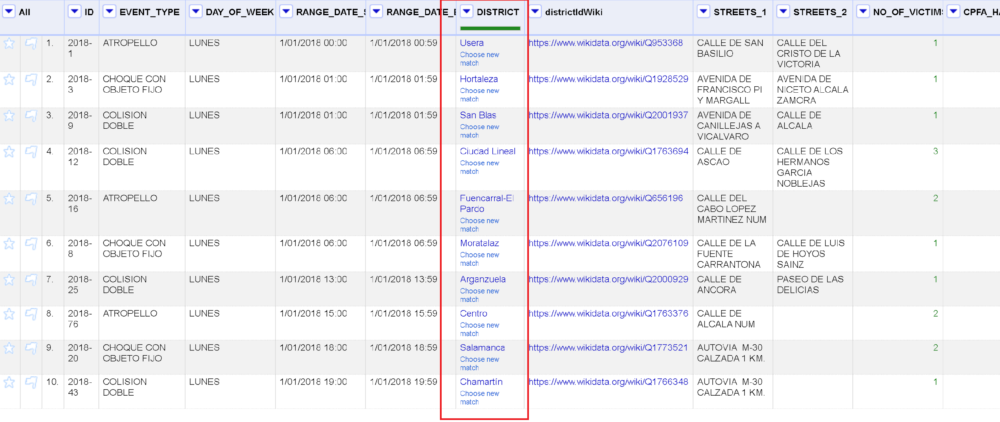 All ID EVENT_TYPE DAY_OF_WEEK RANGE_DATE_S RANGE_DATE_E DISTRICT districtIdWiki STREETS_1 STREETS_2 NO_OF_VICTIMS CPFA_HA
1. 2018- ATROPELLO LUNES 1/01/2018 00:00 1/01/2018 00:59 Usera https://www.wikidata.org/wiki/Q953368 CALLE DE SAN CALLE DEL 1
1 Choose new BASILIO CRISTO DE LA
match VICTORIA
2. 2018- CHOQUE CON LUNES 1/01/2018 01:00 1/01/2018 01:59 Hortaleza https://www.wikidata.org/wiki/Q1928529 AVENIDA DE AVENIDA DE 1
3 OBJETO FIJO Choose new FRANCISCO PI NICETO ALCALA
match Y MARGALL ZAMORA
3. 2018- COLISION LUNES 1/01/2018 01:00 1/01/2018 01:59 San Blas https://www.wikidata.org/wiki/Q2001937 AVENIDA DE CALLE DE 1
9 DOBLE Choose new CANILLEJAS A ALCALA
match VICALVARO
4. 2018- COLISION LUNES 1/01/2018 06:00 1/01/2018 06:59 Ciudad Lineal https://www.wikidata.org/wiki/Q1763694 CALLE DE CALLE DE LOS 3
12 DOBLE Choose new ASCAO HERMANOS
match GARCIA
NOBLEJAS
5. 2018- ATROPELLO LUNES 1/01/2018 06:00 1/01/2018 06:59 Fuencarral-El https://www.wikidata.org/wiki/Q656196 CALLE DEL 2
16 Pardo CABO LOPEZ
Choose new MARTINEZ NUM
match
6. 2018- CHOQUE CON LUNES 1/01/2018 06:00 1/01/2018 06:59 Moratalaz https://www.wikidata.org/wiki/Q2076109 CALLE DE LA CALLE DE LUIS 1
8 OBJETO FIJO Choose new FUENTE DE HOYOS
match CARRANTONA SAINZ
7. 2018- COLISION LUNES 1/01/2018 13:00 1/01/2018 13:59 Arganzuela https://www.wikidata.org/wiki/Q2000929 CALLE DE PASEO DE LAS 1
25 DOBLE Choose new ANCORA DELICIAS
match
8. 2018- ATROPELLO LUNES 1/01/2018 15:00 1/01/2018 15:59 Centro https://www.wikidata.org/wiki/Q1763376 CALLE DE 2
76 Choose new ALCALA NUM
match
9. 2018- CHOQUE CON LUNES 1/01/2018 18:00 1/01/2018 18:59 Salamanca https://www.wikidata.org/wiki/Q1773521 AUTOVIA M-30 2
20 OBJETO FIJO Choose new CALZADA 1 KM.
match
10. 2018- COLISION LUNES 1/01/2018 19:00 1/01/2018 19:59 Chamartín https://www.wikidata.org/wiki/Q1766348 AUTOVIA M-30 1
43 DOBLE Choose new CALZADA 1 KM.
match